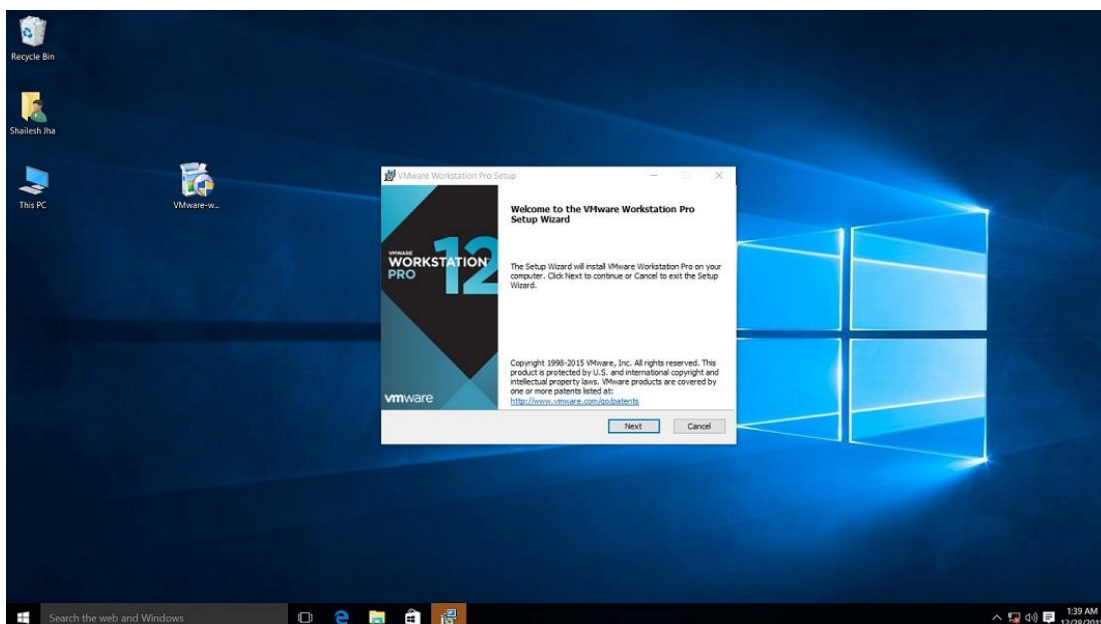 Recycle Bin
Shailesh Jha
This PC
VMware-w...
VMware Workstation Pro Setup
VMWARE
WORKSTATION
PRO
12
vmware
Welcome to the VMware Workstation Pro
Setup Wizard
The Setup Wizard will install VMware Workstation Pro on your
computer. Click Next to continue or Cancel to exit the Setup
Wizard.
Copyright 1998-2015 VMware, Inc. All rights reserved. This
product is protected by U.S. and international copyright and
intellectual property laws. VMware products are covered by
one or more patents listed at:
http://www.vmware.com/go/patents
Next
Cancel
Search the web and Windows
1:39 AM
12/28/2015